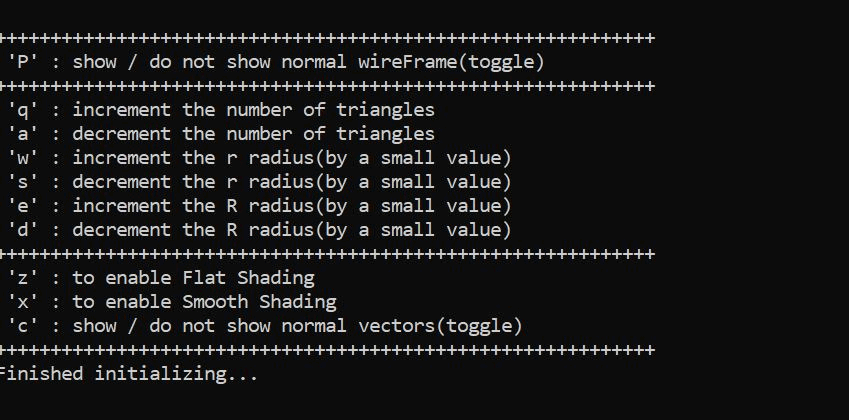 +++++++++++++++++++++++++++++++++++++++++++++++++++++++++++
'P' : show / do not show normal wireFrame(toggle)
+++++++++++++++++++++++++++++++++++++++++++++++++++++++++++
'q' : increment the number of triangles
'a' : decrement the number of triangles
'w' : increment the r radius(by a small value)
's' : decrement the r radius(by a small value)
'e' : increment the R radius(by a small value)
'd' : decrement the R radius(by a small value)
+++++++++++++++++++++++++++++++++++++++++++++++++++++++++++
'z' : to enable Flat Shading
'x' : to enable Smooth Shading
'c' : show / do not show normal vectors(toggle)
+++++++++++++++++++++++++++++++++++++++++++++++++++++++++++
Finished initializing...